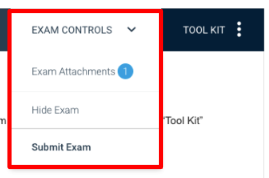 EXAM CONTROLS TOOL KIT
Exam Attachments 1
Hide Exam
m "Tool Kit"
Submit Exam